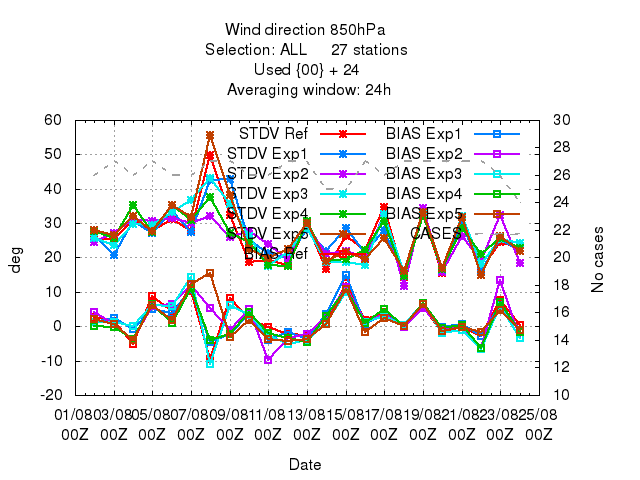 Wind direction 850hPa
Selection: ALL     27 stations
Used {00} + 24
Averaging window: 24h
60 30
50 28
40 26
30 24
20 22
10 20
0 18
-10 16
14
-20 12
10
deg
No cases
STDV Ref BIAS Exp1
STDV Exp1 BIAS Exp2
STDV Exp2 BIAS Exp3
STDV Exp3 BIAS Exp4
STDV Exp4 BIAS Exp5
STDV Exp5 CASES
BIAS Ref
01/08 03/08 05/08 07/08 09/08 11/08 13/08 15/08 17/08 19/08 21/08 23/08 25/08
00Z 00Z 00Z 00Z 00Z 00Z 00Z 00Z 00Z 00Z 00Z 00Z 00Z
Date